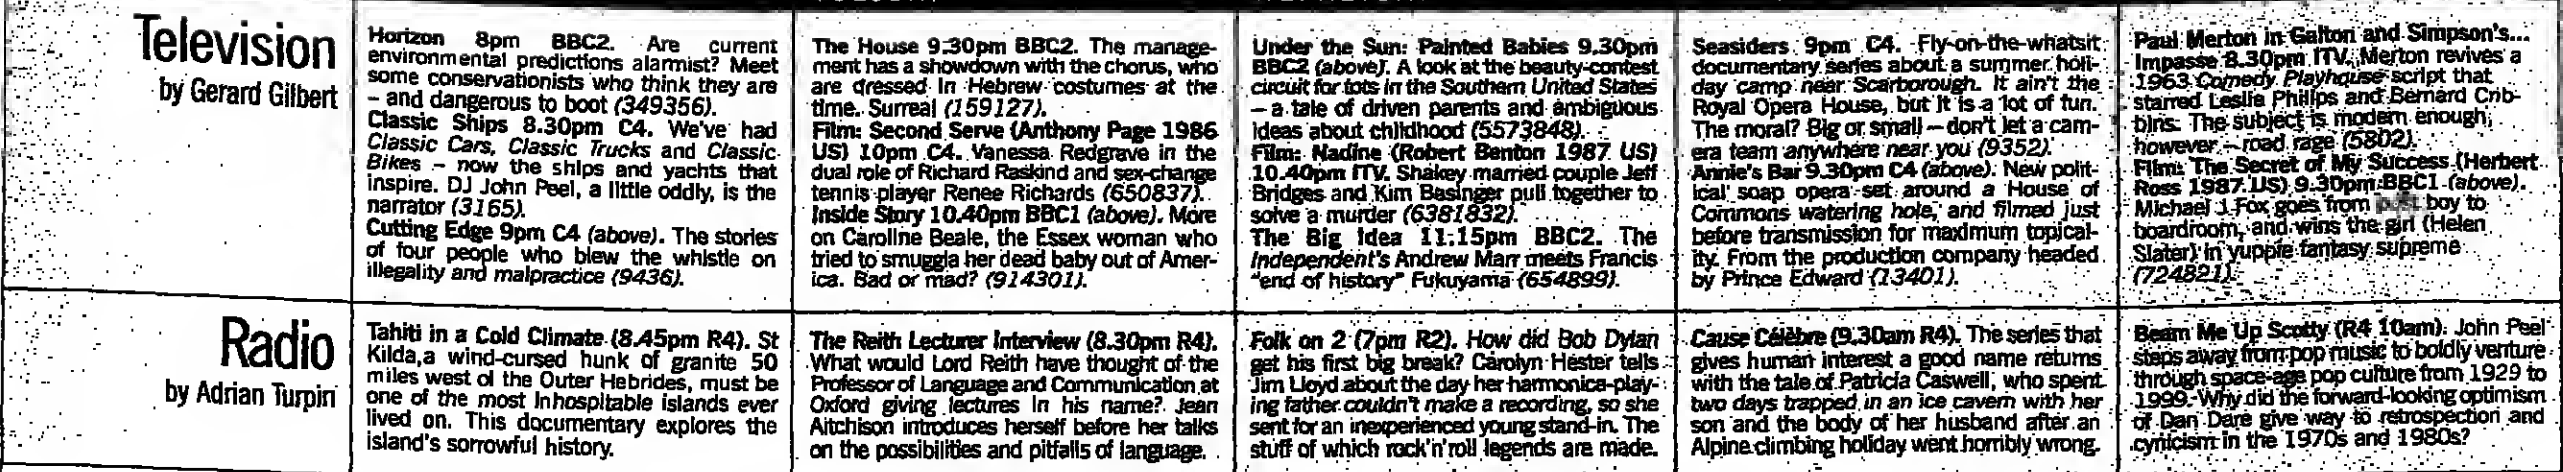 Television
by Gerard Gilbert
Horizon 8pm BBC2. Are current
environmental predictions alarmist? Meet
some conservationists who think they are
– and dangerous to boot (349356).
Classic Ships 8.30pm C4. We've had
Classic Cars, Classic Trucks and Classic
Bikes – now the ships and yachts that
inspire. DJ John Peel, a little oddly, is the
narrator (3165).
Cutting Edge 9pm C4 (above). The stories
of four people who blew the whistle on
illegality and malpractice (9436).
The House 9.30pm BBC2. The manage-
ment has a showdown with the chorus, who
are dressed in Hebrew costumes at the
time. Surreal (159127).
Film: Second Serve (Anthony Page 1986
US) 10pm C4. Vanessa Redgrave in the
dual role of Richard Raskind and sex-change
tennis player Renee Richards (650837).
Inside Story 10.40pm BBC1 (above). More
on Caroline Beale, the Essex woman who
tried to smuggla her dead baby out of Amer-
ica. Bad or mad? (914301).
Under the Sun: Painted Babies 9.30pm
BBC2 (above). A look at the beauty-contest
circuit for tots in the Southern United States
– a tale of driven parents and ambiguous
ideas about childhood (5573848).
Film: Nadine (Robert Benton 1987 US)
10.40pm ITV. Shakey married couple Jeff
Bridges and Kim Basinger pull together to
solve a murder (6381832).
The Big Idea 11.15pm BBC2. The
Independent's Andrew Marr meets Francis
"end of history" Fukuyama (654899).
Seasiders 9pm C4. Fly-on-the-whatsit
documentary series about a summer holi-
day camp near Scarborough. It ain't the
Royal Opera House, but it is a lot of fun.
The moral? Big or small – don't let a cam-
era team anywhere near you (9352).
Annie's Bar 9.30pm C4 (above). New polit-
ical soap opera set around a House of
Commons watering hole, and filmed just
before transmission for maximum topical-
ity. From the production company headed
by Prince Edward (13401).
Paul Merton in Galton and Simpson's...
Impasse 8.30pm ITV. Merton revives a
1963 Comedy Playhouse script that
starred Leslie Phillps and Bernard Crib-
bins. The subject is modern enough,
however – road rage (5802).
Film: The Secret of My Success (Herbert
Ross 1987 US) 9.30pm BBC1 (above).
Michael J Fox goes from boy to
boardroom, and wins the girl (Helen
Slater) in yuppie fantasy supreme
(724821).
Radio
by Adrian Turpin
Tahiti in a Cold Climate (8.45pm R4). St
Kilda, a wind-cursed hunk of granite 50
miles west of the Outer Hebrides, must be
one of the most inhospitable islands ever
lived on. This documentary explores the
island's sorrowful history.
The Reith Lecturer Interview (8.30pm R4).
What would Lord Reith have thought of the
Professor of Language and Communication at
Oxford giving lectures in his name? Jean
Aitchison introduces herself before her talks
on the possibilities and pitfalls of language.
Folk on 2 (7pm R2). How did Bob Dylan
get his first big break? Carolyn Hester tells
Jim Lloyd about the day her harmonica-play-
ing father couldn't make a recording, so she
sent for an inexperienced young stand-in. The
stuff of which rock'n'roll legends are made.
Cause Célèbre (9.30am R4). The series that
gives human interest a good name returns
with the tale of Patricia Caswell, who spent
two days trapped in an ice cavern with her
son and the body of her husband after an
Alpine climbing holiday went horribly wrong.
Beam Me Up Scotty (R4 10am). John Peel
steps away from pop music to boldly venture
through space-age pop culture from 1929 to
1999. Why did the forward-looking optimism
of Dan Dare give way to retrospection and
cynicism in the 1970s and 1980s?